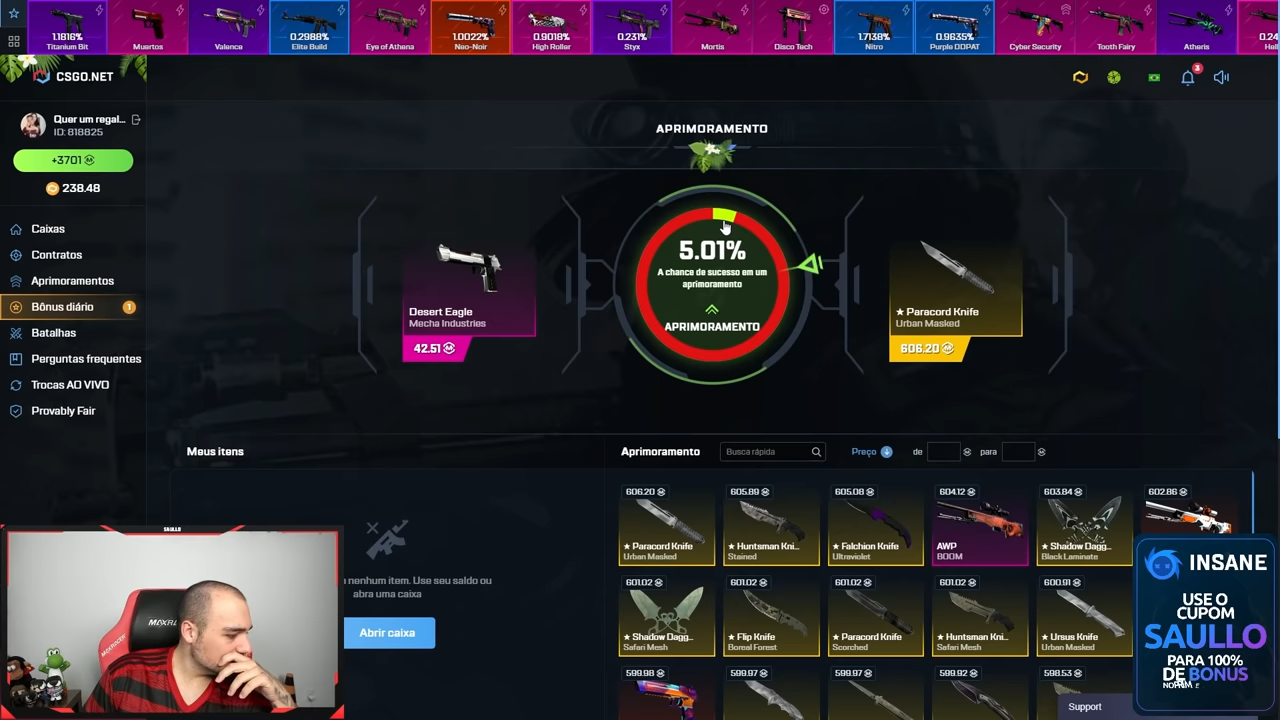 1.1816%
Titanium Bit
Muertos
Valence
0.2988%
Elite Build
Eye of Athena
1.0022%
Neo-Noir
0.9018%
High Roller
0.231%
Styx
Mortis
Disco Tech
1.7138%
Nitro
0.9635%
Purple DDPAT
Cyber Security
Tooth Fairy
Atheris
0.24
CSGO.NET
3
Quer um regal...
ID: 818825
+3701
238.48
Caixas
Contratos
Aprimoramentos
Bônus diário
1
Batalhas
Perguntas frequentes
Trocas AO VIVO
Provably Fair
APRIMORAMENTO
5.01%
A chance de sucesso em um
aprimoramento
APRIMORAMENTO
Desert Eagle
Mecha Industries
42.51
★ Paracord Knife
Urban Masked
606.20
Meus itens
Aprimoramento
Busca rápida
Preço
de
para
nenhum item. Use seu saldo ou
abra uma caixa
Abrir caixa
606.20
★ Paracord Knife
Urban Masked
605.89
★ Huntsman Kni...
Stained
605.08
★ Falchion Knife
Ultraviolet
604.12
AWP
BOOM
603.84
★ Shadow Dagg...
Black Laminate
602.86
601.02
★ Shadow Dagg...
Safari Mesh
601.02
★ Flip Knife
Boreal Forest
601.02
★ Paracord Knife
Scorched
601.02
★ Huntsman Kni...
Safari Mesh
600.91
★ Ursus Knife
Urban Masked
599.98
599.97
599.97
599.92
598.53
Support
SAULLO
INSANE
USE O
CUPOM
SAULLO
PARA 100%
DE BONUS